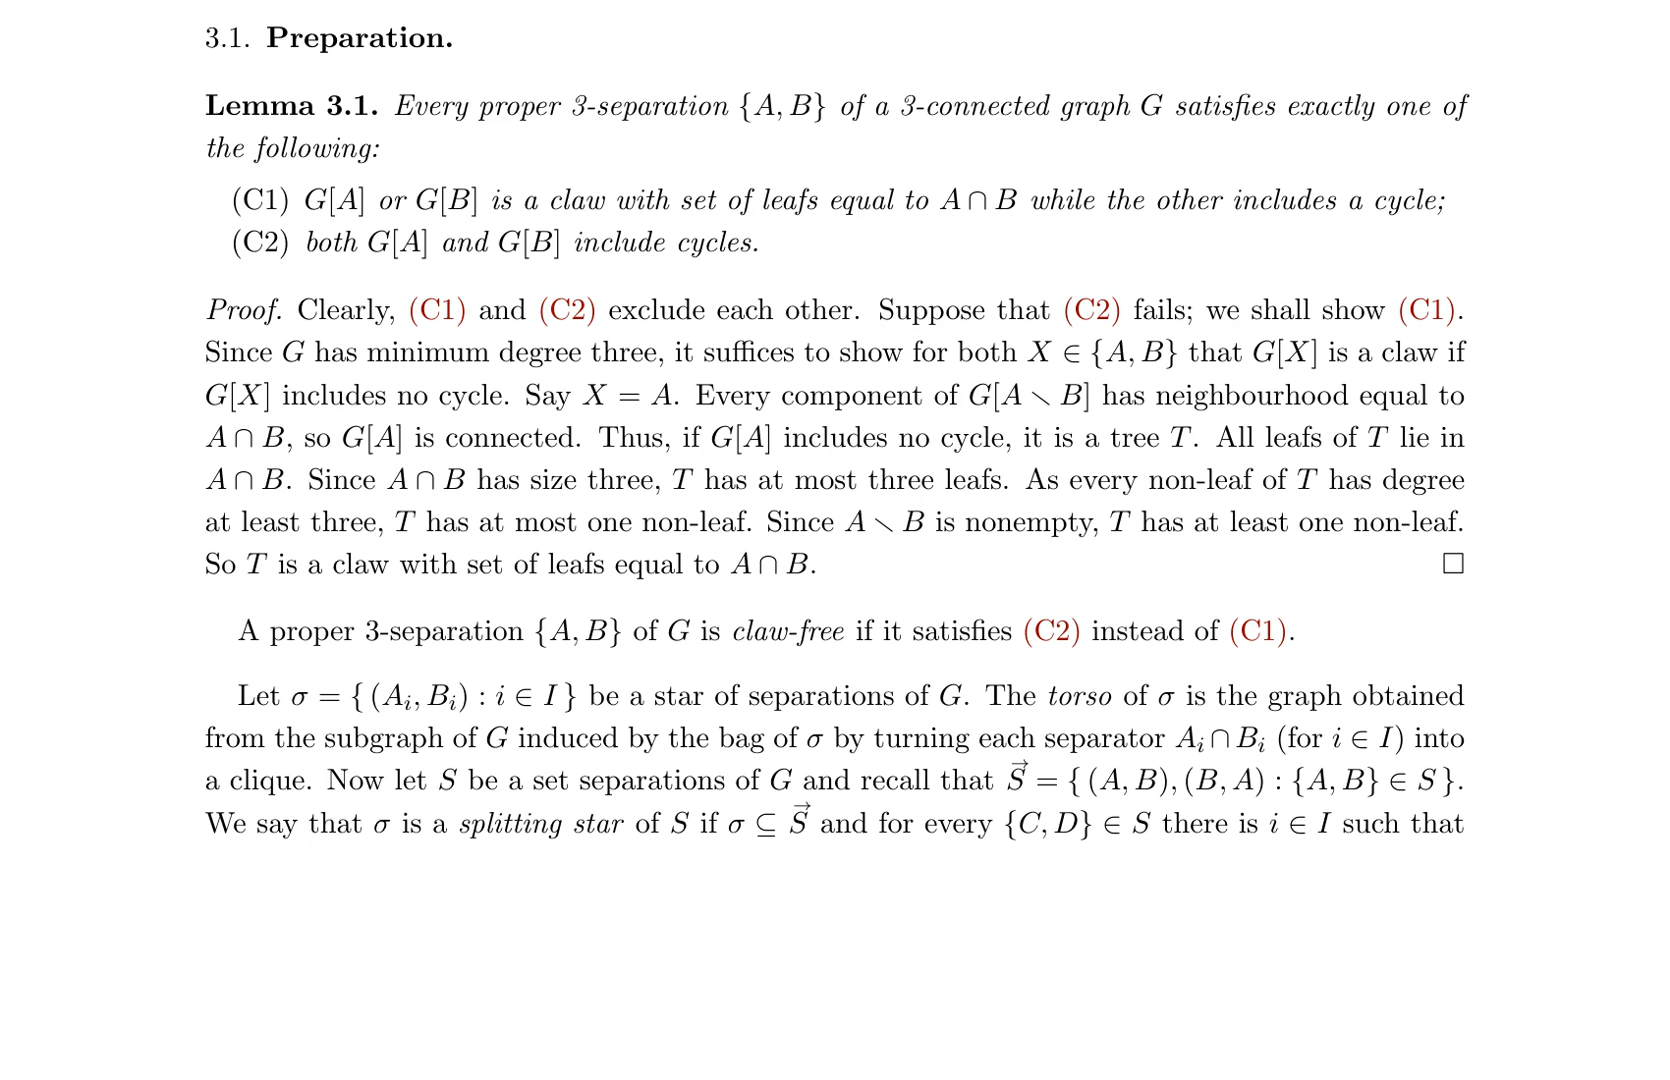 3.1. Preparation.
Lemma 3.1. Every proper 3-separation {A, B} of a 3-connected graph G satisfies exactly one of
the following:
(C1) G[A] or G[B] is a claw with set of leafs equal to A ∩ B while the other includes a cycle;
(C2) both G[A] and G[B] include cycles.
Proof. Clearly, (C1) and (C2) exclude each other. Suppose that (C2) fails; we shall show (C1).
Since G has minimum degree three, it suffices to show for both X ∈ {A, B} that G[X] is a claw if
G[X] includes no cycle. Say X = A. Every component of G[A ∖ B] has neighbourhood equal to
A ∩ B, so G[A] is connected. Thus, if G[A] includes no cycle, it is a tree T. All leafs of T lie in
A ∩ B. Since A ∩ B has size three, T has at most three leafs. As every non-leaf of T has degree
at least three, T has at most one non-leaf. Since A ∖ B is nonempty, T has at least one non-leaf.
So T is a claw with set of leafs equal to A ∩ B. □
A proper 3-separation {A, B} of G is claw-free if it satisfies (C2) instead of (C1).
Let σ = { (Aᵢ, Bᵢ) : i ∈ I } be a star of separations of G. The torso of σ is the graph obtained
from the subgraph of G induced by the bag of σ by turning each separator Aᵢ ∩ Bᵢ (for i ∈ I) into
a clique. Now let S be a set separations of G and recall that S⃗ = { (A, B), (B, A) : {A, B} ∈ S }.
We say that σ is a splitting star of S if σ ⊆ S⃗ and for every {C, D} ∈ S there is i ∈ I such that